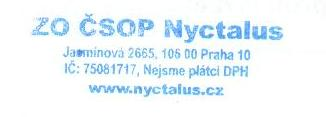 ZO ČSOP Nyctalus
Jasmínová 2665, 106 00 Praha 10
IČ: 75081717, Nejsme plátci DPH
www.nyctalus.cz